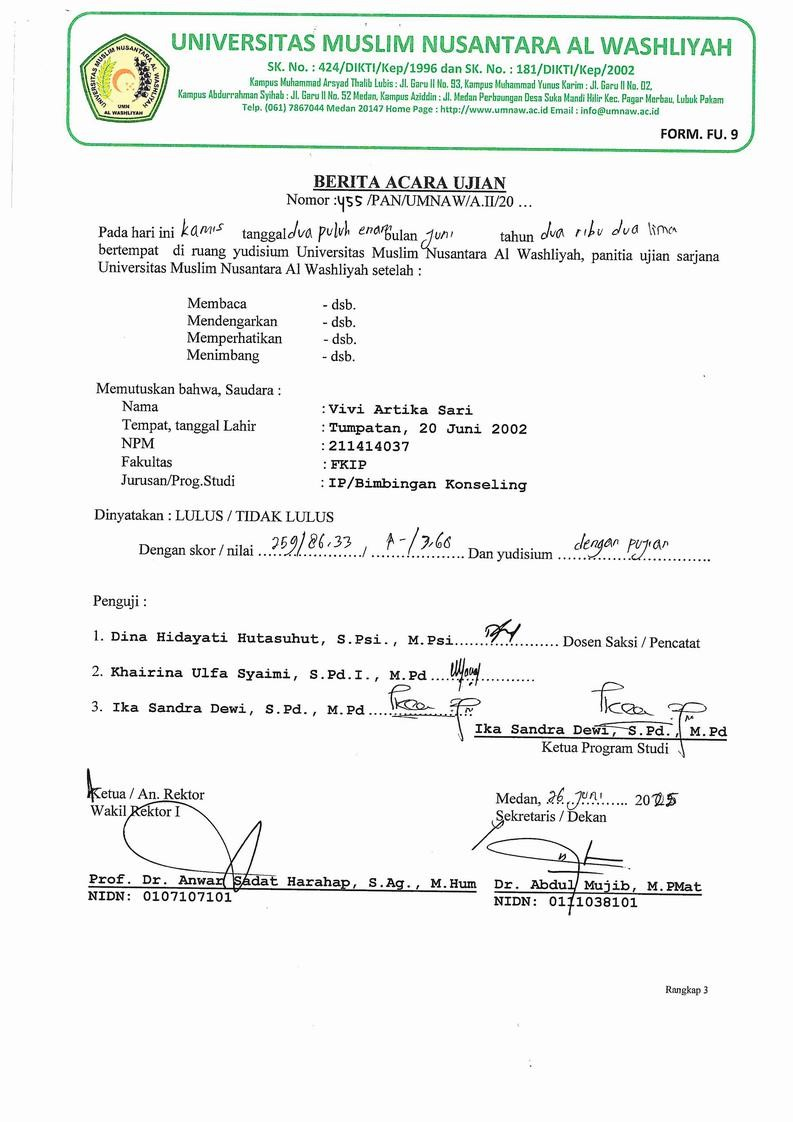 UNIVERSITAS MUSLIM NUSANTARA AL WASHLIYAH
SK. No. : 424/DIKTI/Kep/1996 dan SK. No. : 181/DIKTI/Kep/2002
Kampus Muhammad Arsyad Thalib Lubis : Jl. Garu II No. 93, Kampus Muhammad Yunus Karim : Jl. Garu II No. 02,
Kampus Abdurrahman Syihab : Jl. Garu II No. 52 Medan, Kampus Aziddin : Jl. Medan Perbaungan Desa Suka Mandi Hilir Kec. Pagar Merbau, Lubuk Pakam
Telp. (061) 7867044 Medan 20147 Home Page : http://www.umnaw.ac.id Email : info@umnaw.ac.id
UNIVERSITAS MUSLIM NUSANTARA AL WASHLIYAH
UMN
AL WASHLIYAH
FORM. FU. 9
BERITA ACARA UJIAN
Nomor :455 /PAN/UMNAW/A.II/20 ...
Pada hari ini kamis tanggal dua puluh enam bulan Juni tahun dua ribu dua lima
bertempat di ruang yudisium Universitas Muslim Nusantara Al Washliyah, panitia ujian sarjana
Universitas Muslim Nusantara Al Washliyah setelah :
Membaca - dsb.
Mendengarkan - dsb.
Memperhatikan - dsb.
Menimbang - dsb.
Memutuskan bahwa, Saudara :
Nama : Vivi Artika Sari
Tempat, tanggal Lahir : Tumpatan, 20 Juni 2002
NPM : 211414037
Fakultas : FKIP
Jurusan/Prog.Studi : IP/Bimbingan Konseling
Dinyatakan : LULUS / TIDAK LULUS
Dengan skor / nilai 259/86,33 / A-/3,68 Dan yudisium dengan pujian
Penguji :
1. Dina Hidayati Hutasuhut, S.Psi., M.Psi.................... Dosen Saksi / Pencatat
2. Khairina Ulfa Syaimi, S.Pd.I., M.Pd ....................
3. Ika Sandra Dewi, S.Pd., M.Pd ....................
Ika Sandra Dewi, S.Pd., M.Pd
Ketua Program Studi
Ketua / An. Rektor
Wakil Rektor I
Medan, 26 Juni 2025
Sekretaris / Dekan
Prof. Dr. Anwar Sadat Harahap, S.Ag., M.Hum
NIDN: 0107107101
Dr. Abdul Mujib, M.PMat
NIDN: 0111038101
Rangkap 3